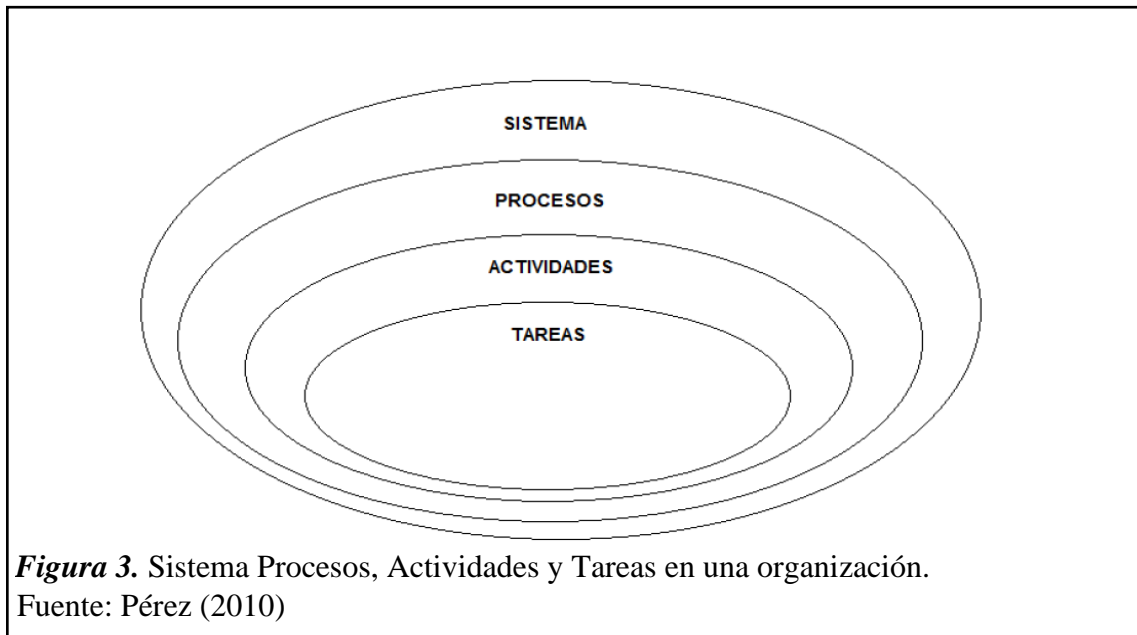 SISTEMA
PROCESOS
ACTIVIDADES
TAREAS
Figura 3. Sistema Procesos, Actividades y Tareas en una organización.
Fuente: Pérez (2010)